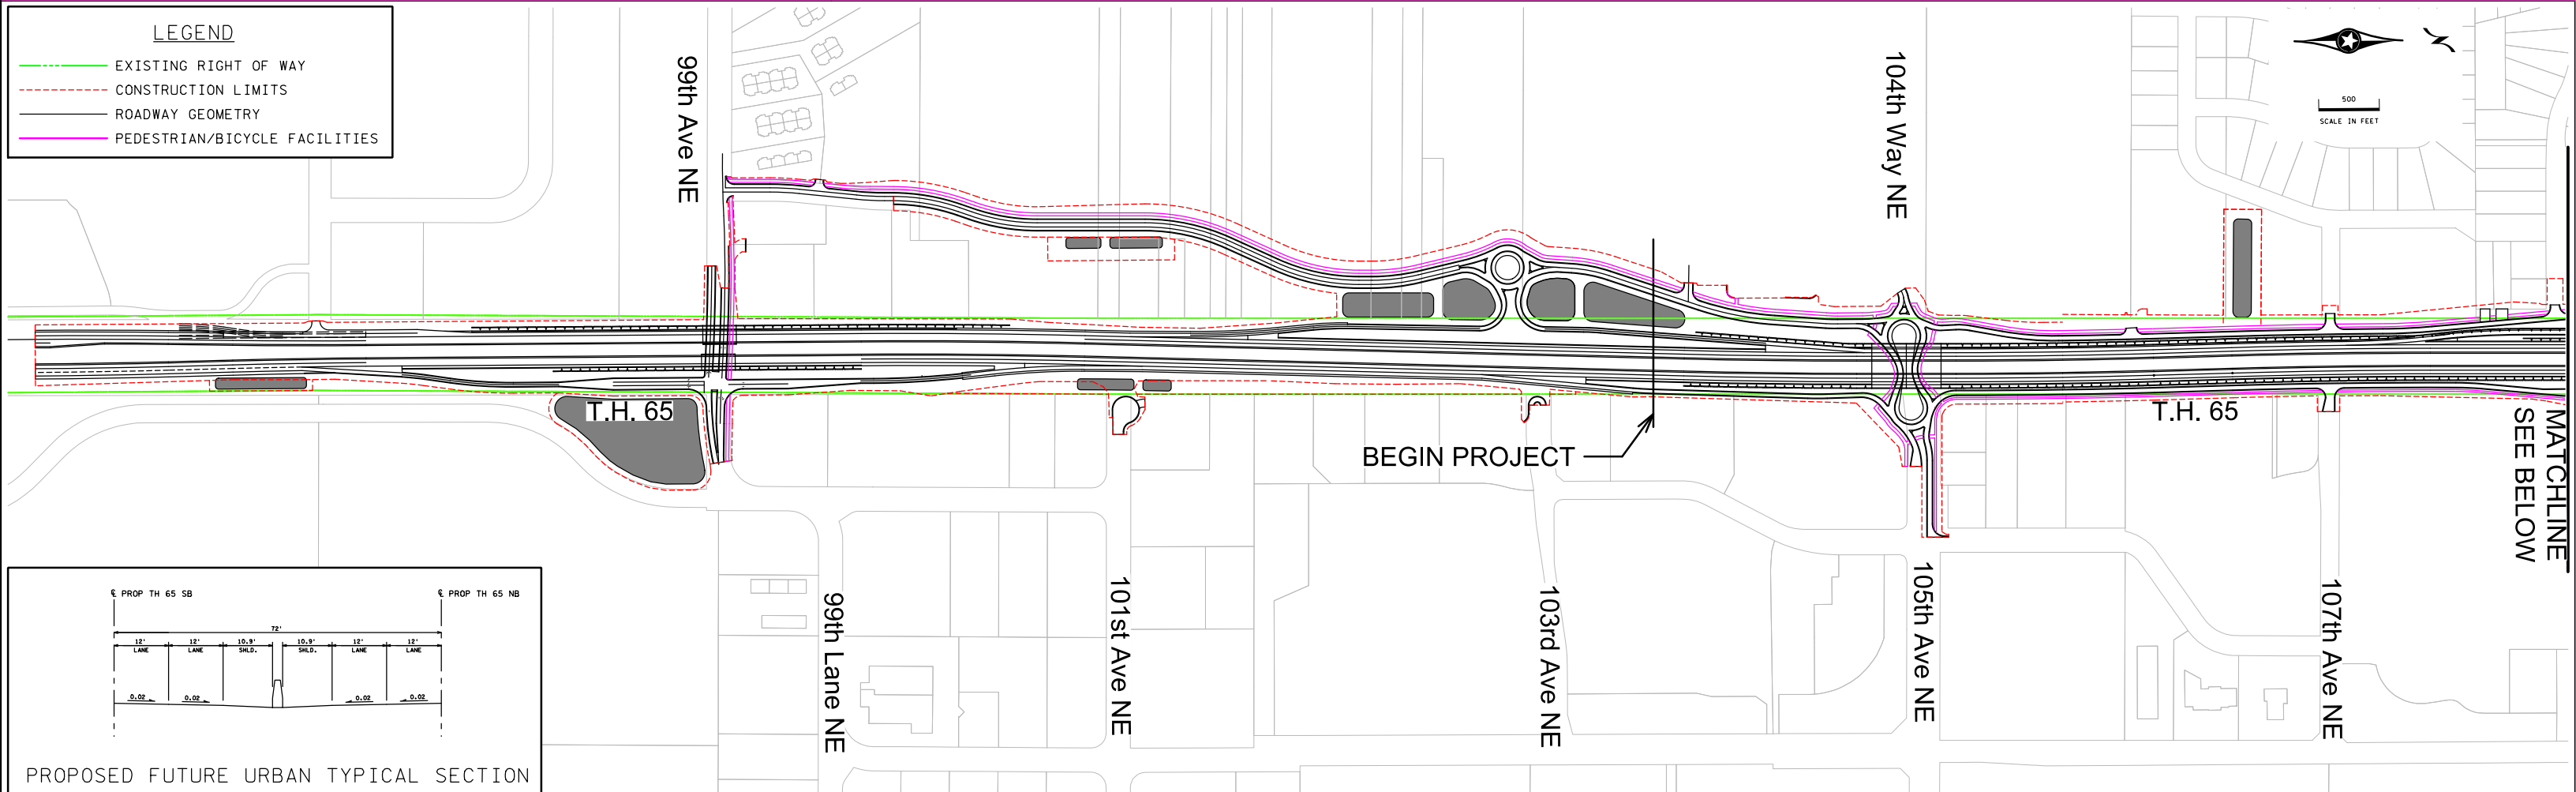 LEGEND
EXISTING RIGHT OF WAY
CONSTRUCTION LIMITS
ROADWAY GEOMETRY
PEDESTRIAN/BICYCLE FACILITIES
99th Ave NE
104th Way NE
500
SCALE IN FEET
T.H. 65
BEGIN PROJECT
T.H. 65
MATCHLINE
SEE BELOW
99th Lane NE
101st Ave NE
103rd Ave NE
105th Ave NE
107th Ave NE
℄ PROP TH 65 SB
℄ PROP TH 65 NB
72'
12' 12' 10.9' 10.9' 12' 12'
LANE LANE SHLD. SHLD. LANE LANE
0.02 0.02 0.02 0.02
PROPOSED FUTURE URBAN TYPICAL SECTION